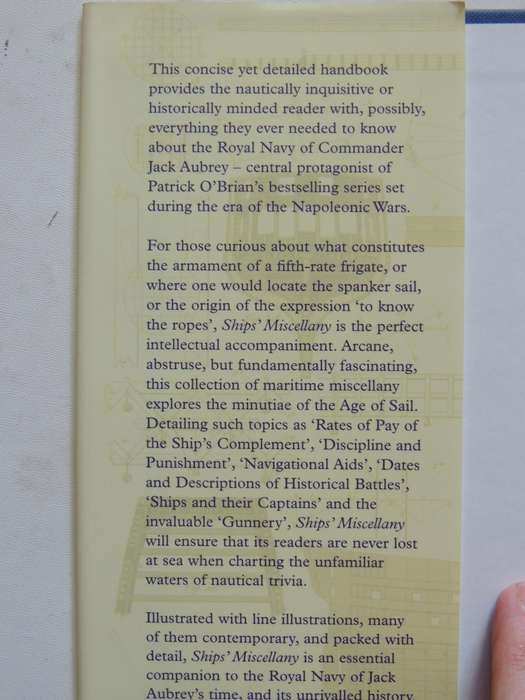 This concise yet detailed handbook
provides the nautically inquisitive or
historically minded reader with, possibly,
everything they ever needed to know
about the Royal Navy of Commander
Jack Aubrey – central protagonist of
Patrick O'Brian's bestselling series set
during the era of the Napoleonic Wars.
For those curious about what constitutes
the armament of a fifth-rate frigate, or
where one would locate the spanker sail,
or the origin of the expression 'to know
the ropes', Ships' Miscellany is the perfect
intellectual accompaniment. Arcane,
abstruse, but fundamentally fascinating,
this collection of maritime miscellany
explores the minutiae of the Age of Sail.
Detailing such topics as 'Rates of Pay of
the Ship's Complement', 'Discipline and
Punishment', 'Navigational Aids', 'Dates
and Descriptions of Historical Battles',
'Ships and their Captains' and the
invaluable 'Gunnery', Ships' Miscellany
will ensure that its readers are never lost
at sea when charting the unfamiliar
waters of nautical trivia.
Illustrated with line illustrations, many
of them contemporary, and packed with
detail, Ships' Miscellany is an essential
companion to the Royal Navy of Jack
Aubrey's time, and its unrivalled history.